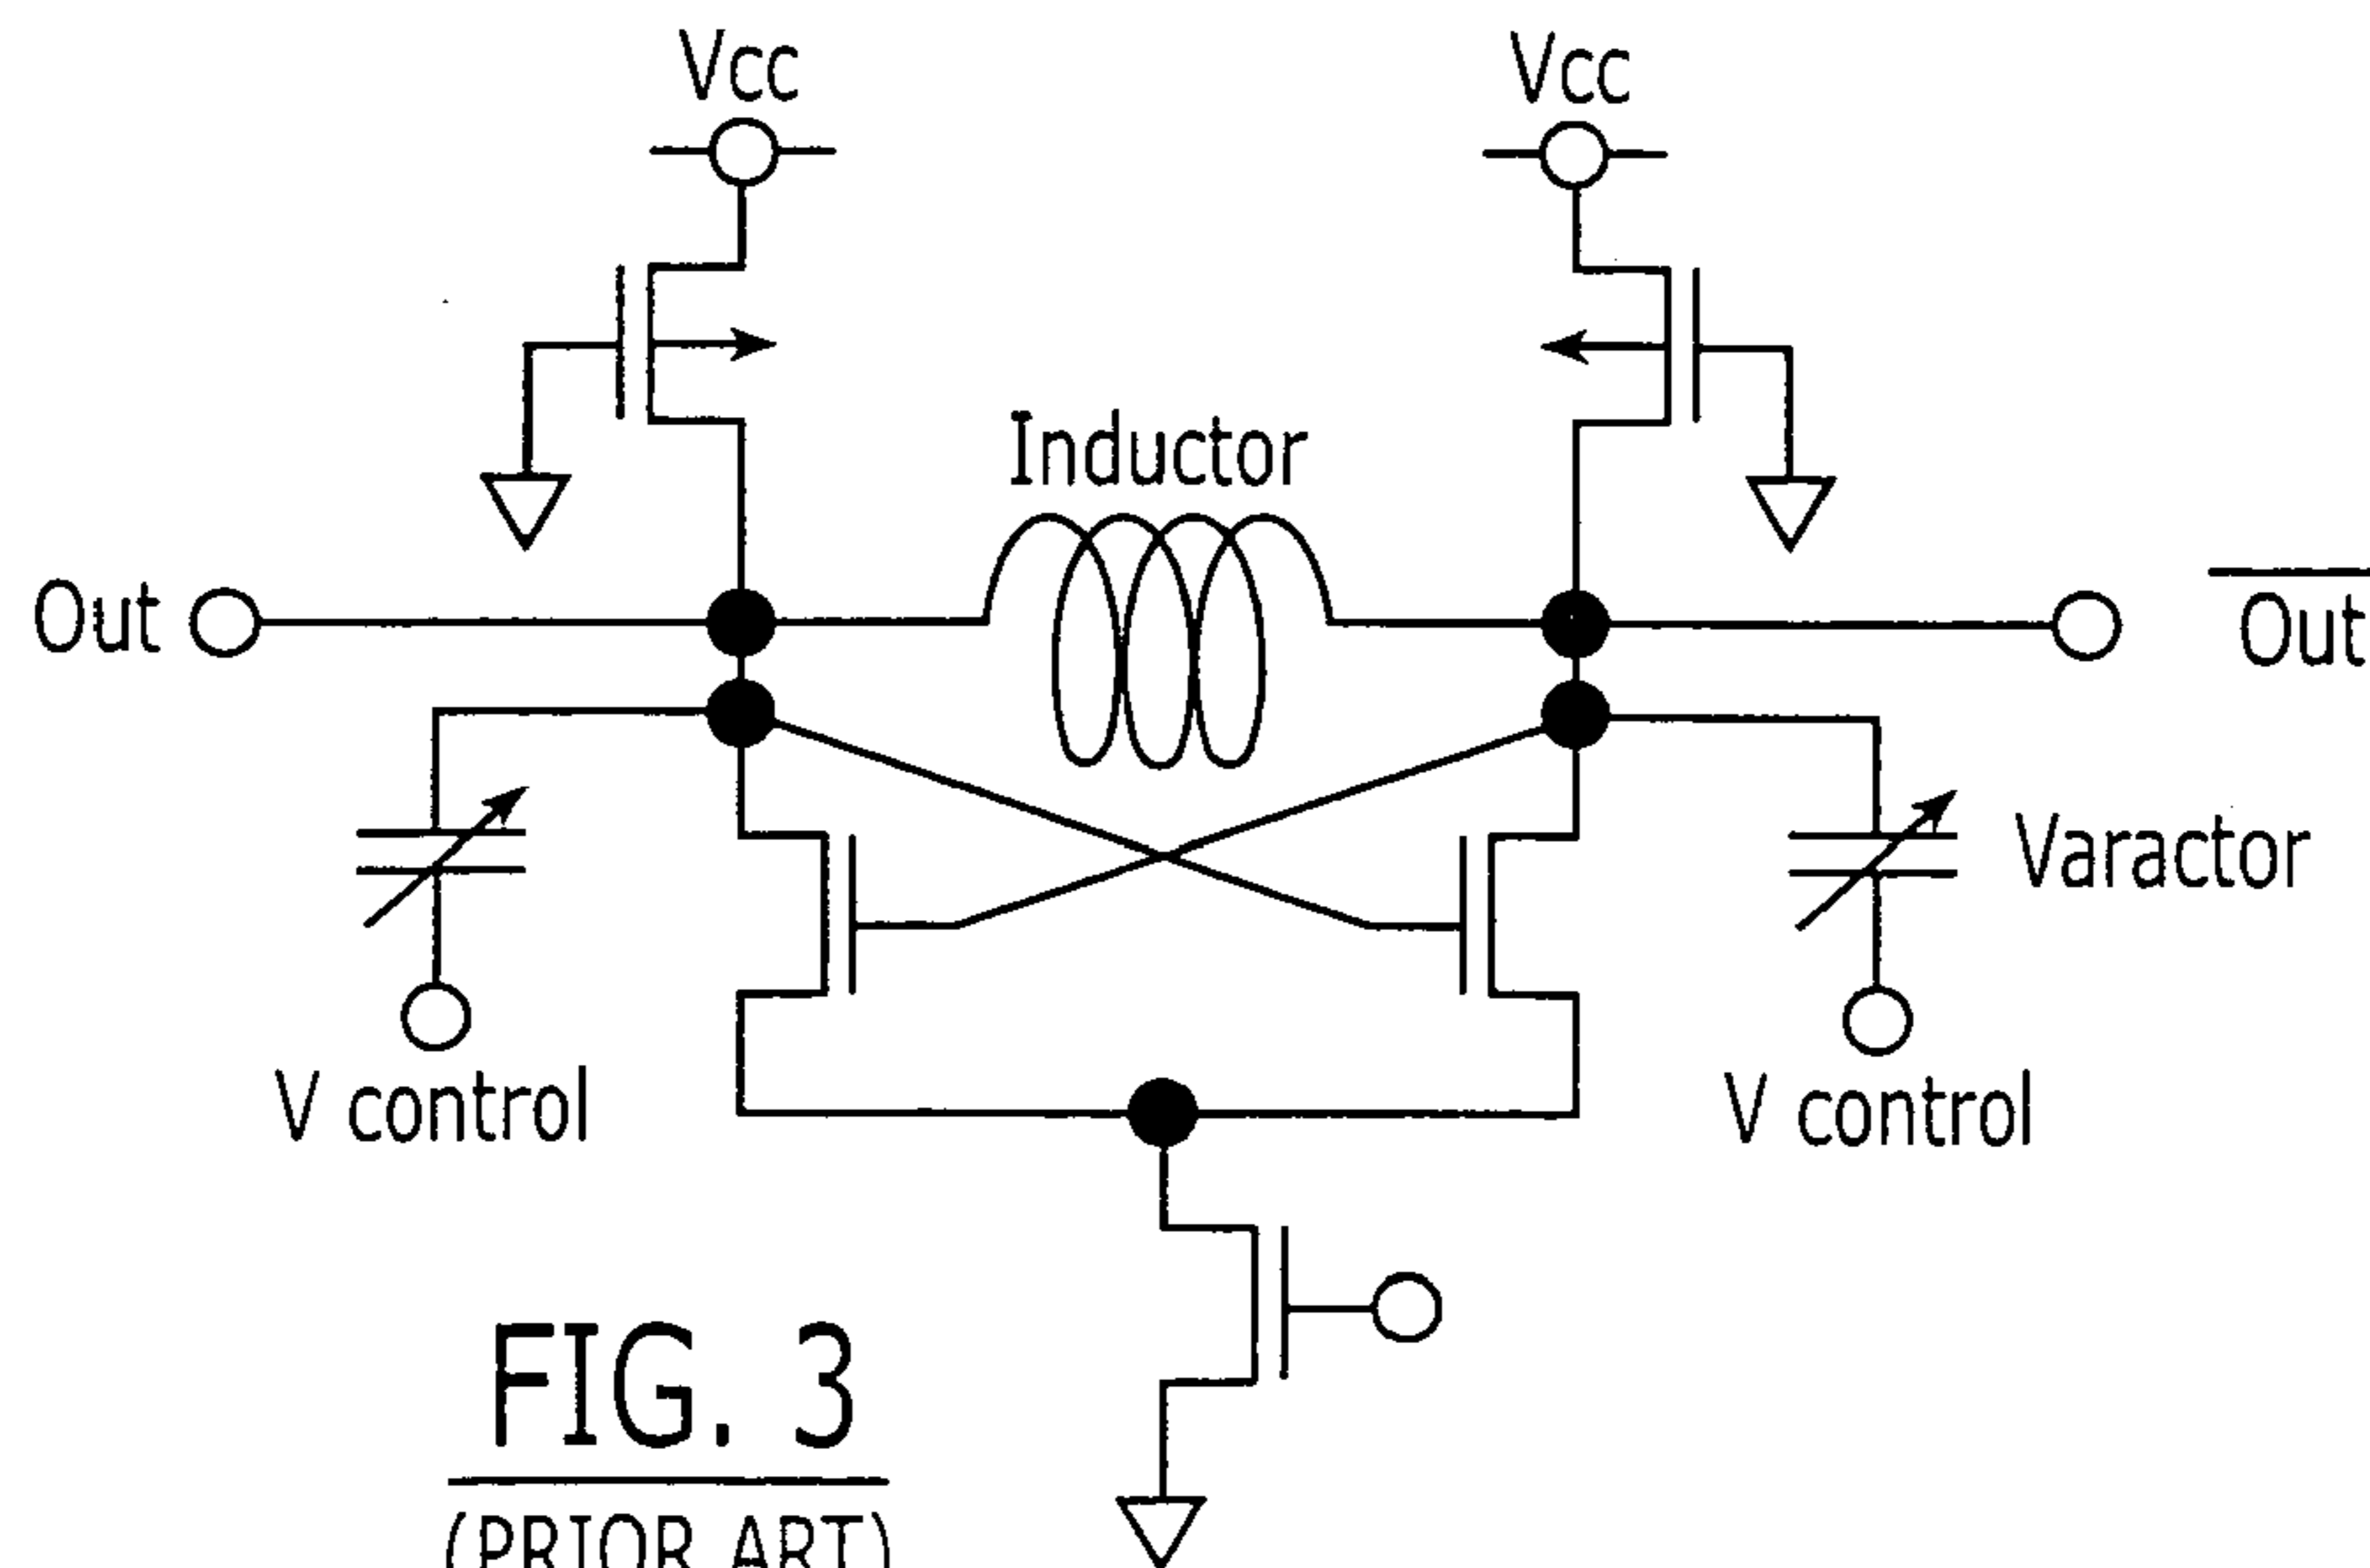 Vcc
Vcc
Inductor
Out
Out
Varactor
V control
V control
FIG. 3
(PRIOR ART)